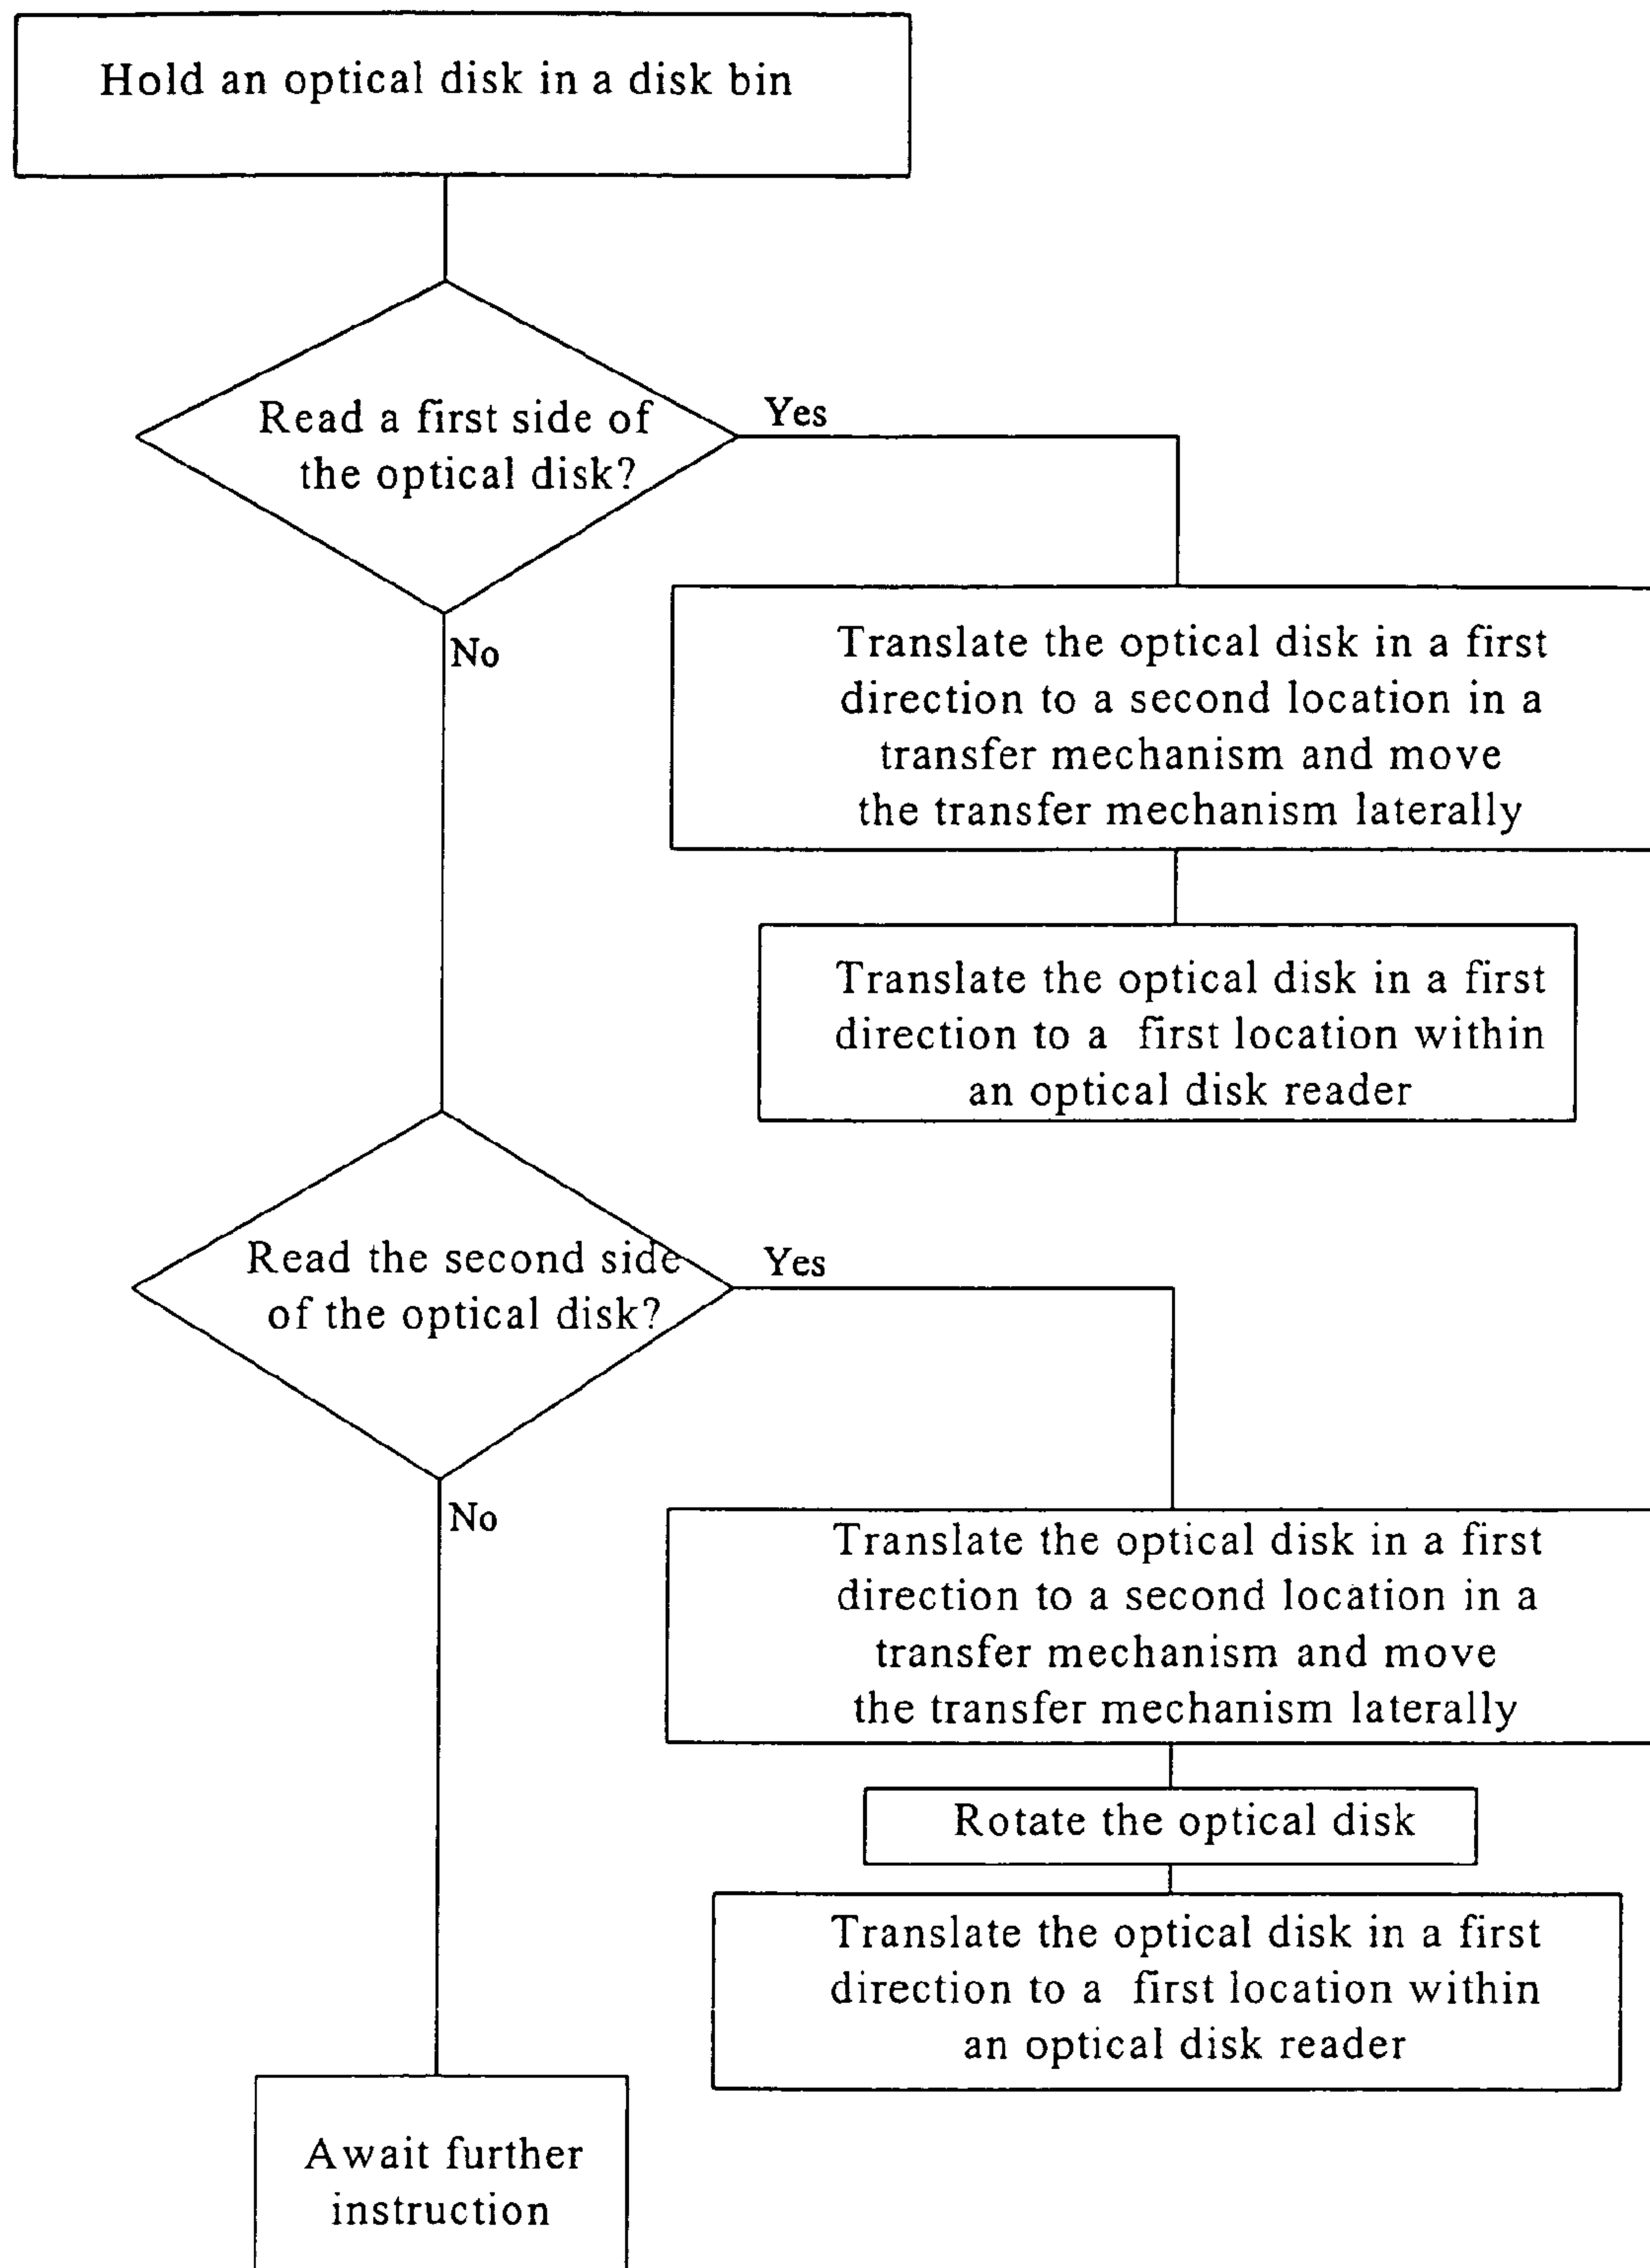 Hold an optical disk in a disk bin
Read a first side of
the optical disk?
Yes
No
Translate the optical disk in a first
direction to a second location in a
transfer mechanism and move
the transfer mechanism laterally
Translate the optical disk in a first
direction to a first location within
an optical disk reader
Read the second side
of the optical disk?
Yes
No
Translate the optical disk in a first
direction to a second location in a
transfer mechanism and move
the transfer mechanism laterally
Rotate the optical disk
Translate the optical disk in a first
direction to a first location within
an optical disk reader
Await further
instruction